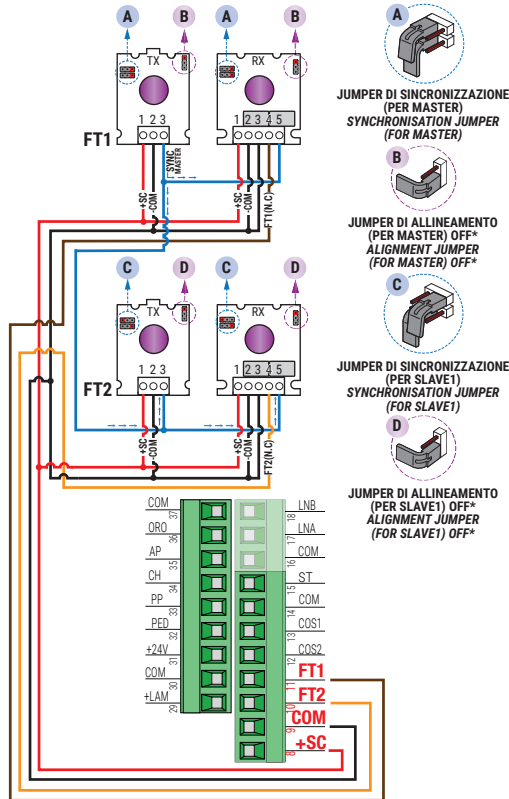 A B A B
TX RX
1 2 3 1 2 3 4 5
FT1
SYNC
MASTER
+SC -COM +SC -COM FT1(N.C)
C D C D
TX RX
1 2 3 1 2 3 4 5
FT2
+SC -COM +SC -COM FT2(N.C)
A
JUMPER DI SINCRONIZZAZIONE
(PER MASTER)
SYNCHRONISATION JUMPER
(FOR MASTER)
B
JUMPER DI ALLINEAMENTO
(PER MASTER) OFF*
ALIGNMENT JUMPER
(FOR MASTER) OFF*
C
JUMPER DI SINCRONIZZAZIONE
(PER SLAVE1)
SYNCHRONISATION JUMPER
(FOR SLAVE1)
D
JUMPER DI ALLINEAMENTO
(PER SLAVE1) OFF*
ALIGNMENT JUMPER
(FOR SLAVE1) OFF*
COM 37
ORO 36
AP 35
CH 34
PP 33
PED 32
+24V 31
COM 30
+LAM 29
LNB 18
LNA 17
COM 16
ST 15
COM 14
COS1 13
COS2 12
FT1 11
FT2 10
COM 9
+SC 8